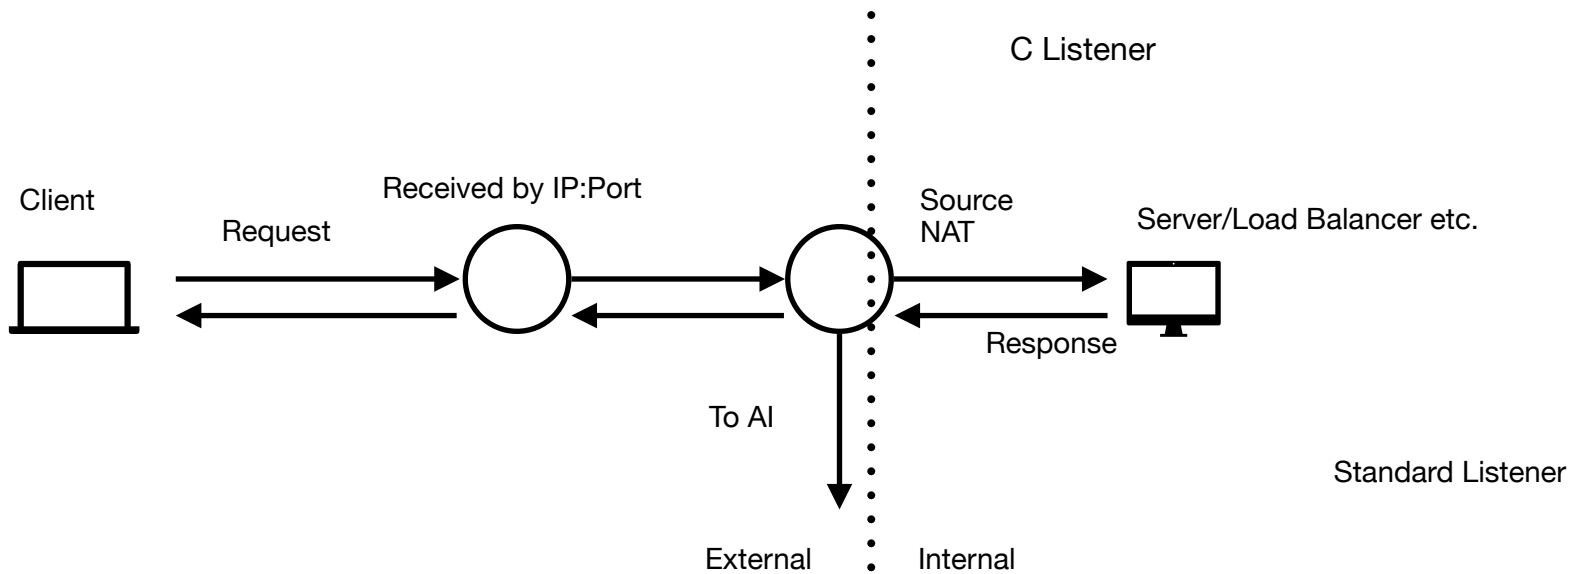 C Listener
Client
Request
Received by IP:Port
Source
NAT
Server/Load Balancer etc.
Response
To AI
Standard Listener
External
Internal